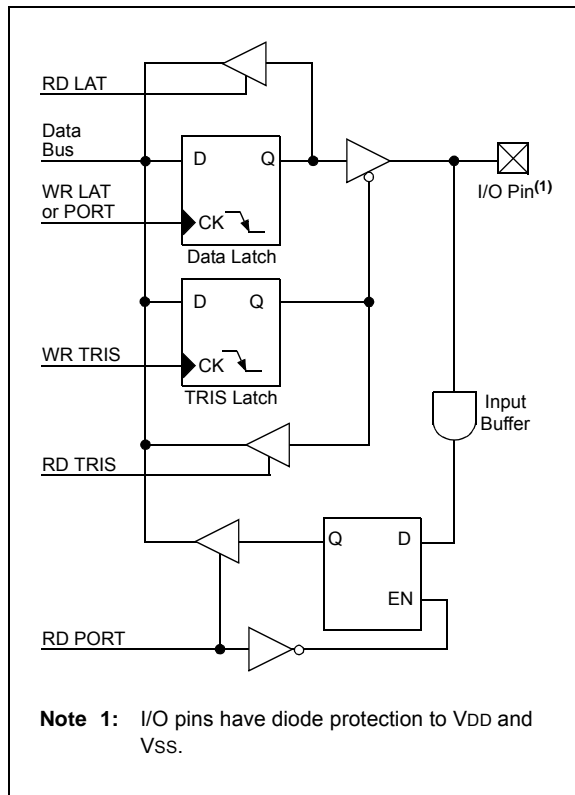 RD LAT
Data
Bus
D Q
WR LAT
or PORT
CK
Data Latch
I/O Pin(1)
D Q
WR TRIS
CK
TRIS Latch
Input
Buffer
RD TRIS
Q D
EN
RD PORT
Note 1: I/O pins have diode protection to VDD and
VSS.